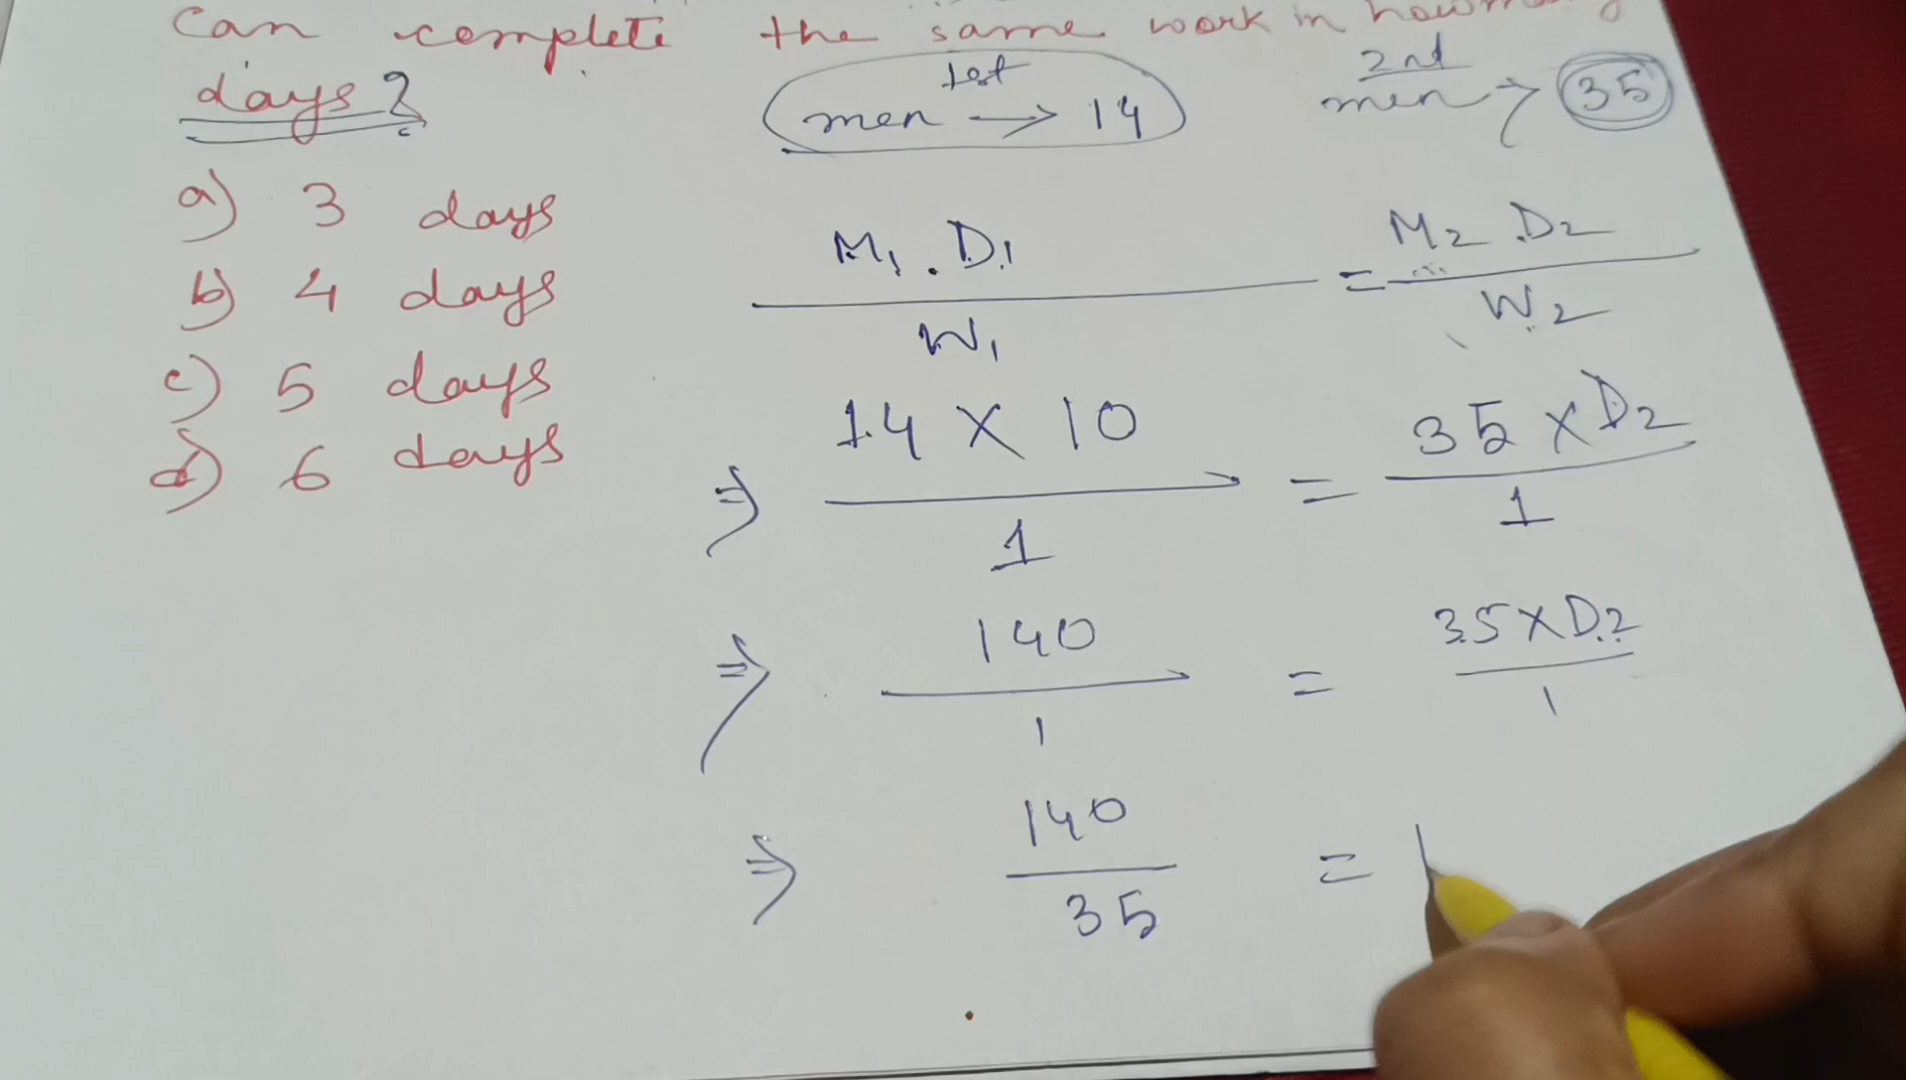 can complete the same work in how
days?
1st
men → 14
2nd
men → 35
a) 3 days
b) 4 days
c) 5 days
d) 6 days
M1 . D1 / W1 = M2 . D2 / W2
⇒ 14 × 10 / 1 = 35 × D2 / 1
⇒ 140 / 1 = 35 × D2 / 1
⇒ 140 / 35 =